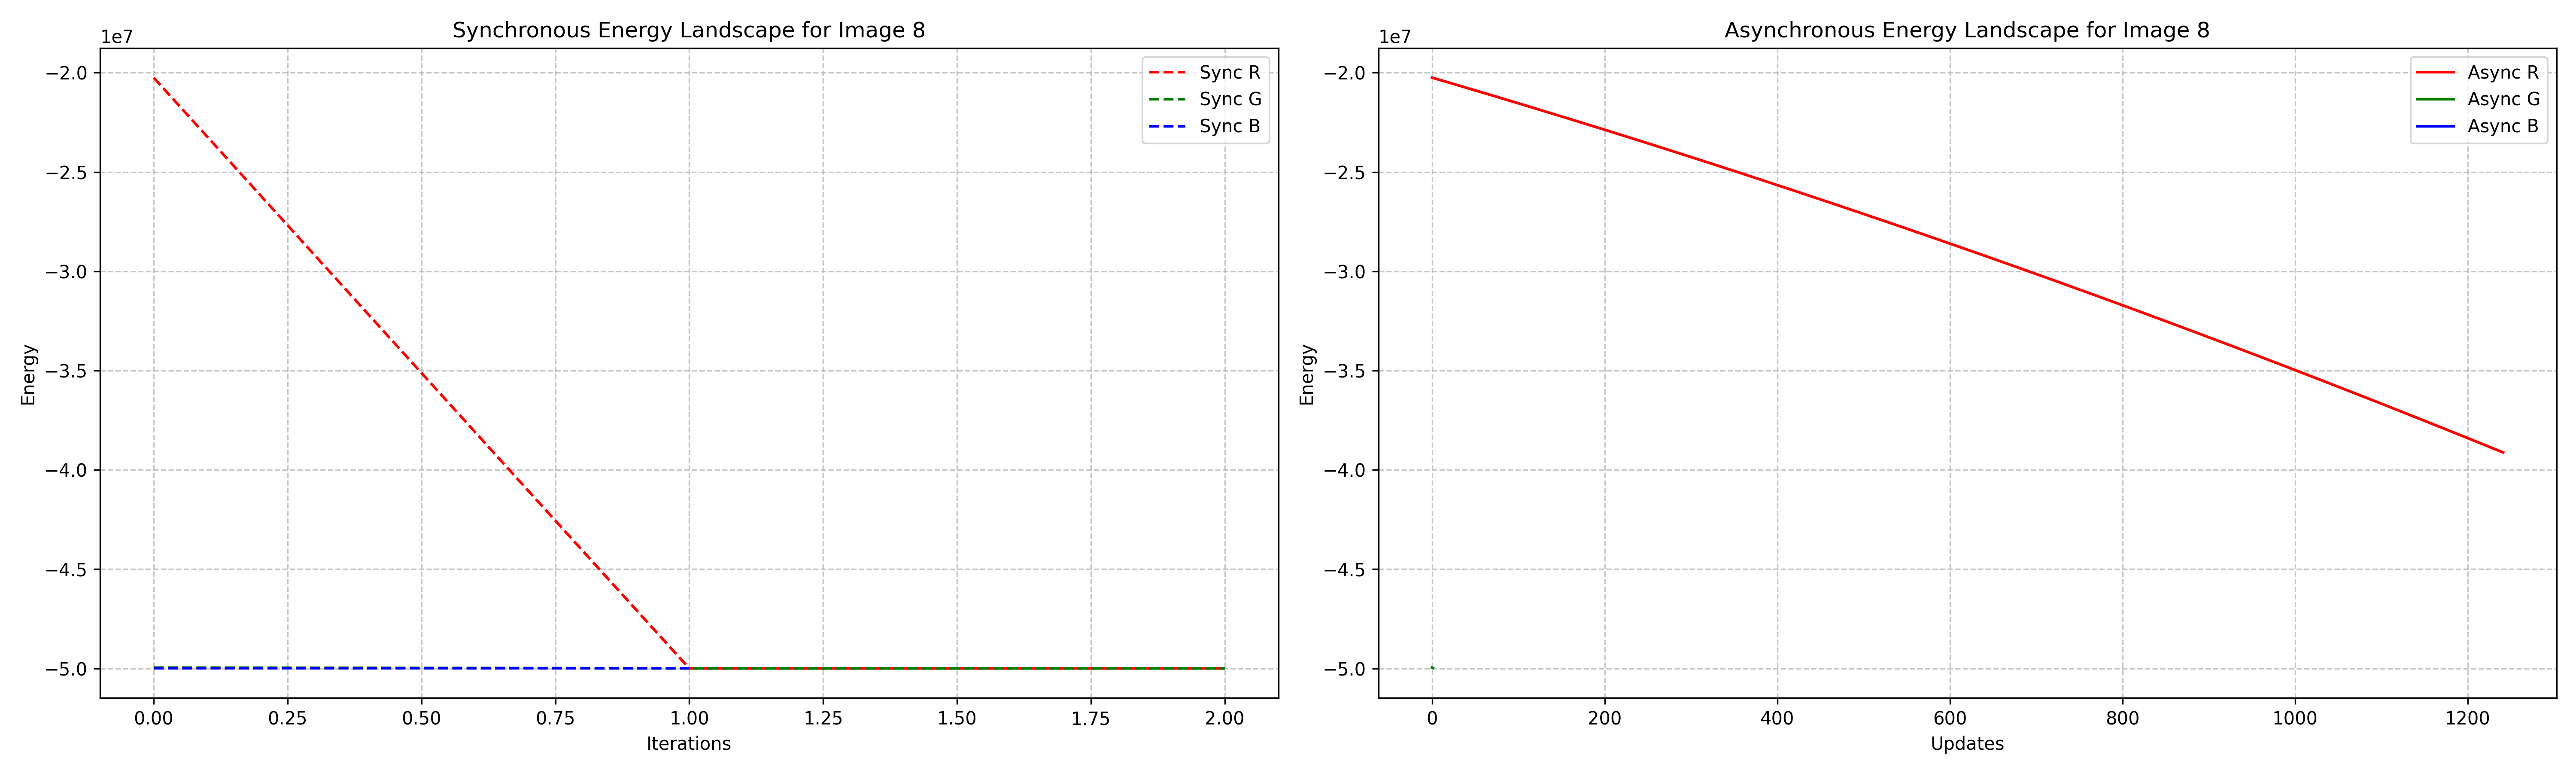 Synchronous Energy Landscape for Image 8
1e7
Sync R
Sync G
Sync B
−2.0
−2.5
−3.0
−3.5
−4.0
−4.5
−5.0
Energy
0.00 0.25 0.50 0.75 1.00 1.25 1.50 1.75 2.00
Iterations
Asynchronous Energy Landscape for Image 8
1e7
Async R
Async G
Async B
−2.0
−2.5
−3.0
−3.5
−4.0
−4.5
−5.0
Energy
0 200 400 600 800 1000 1200
Updates